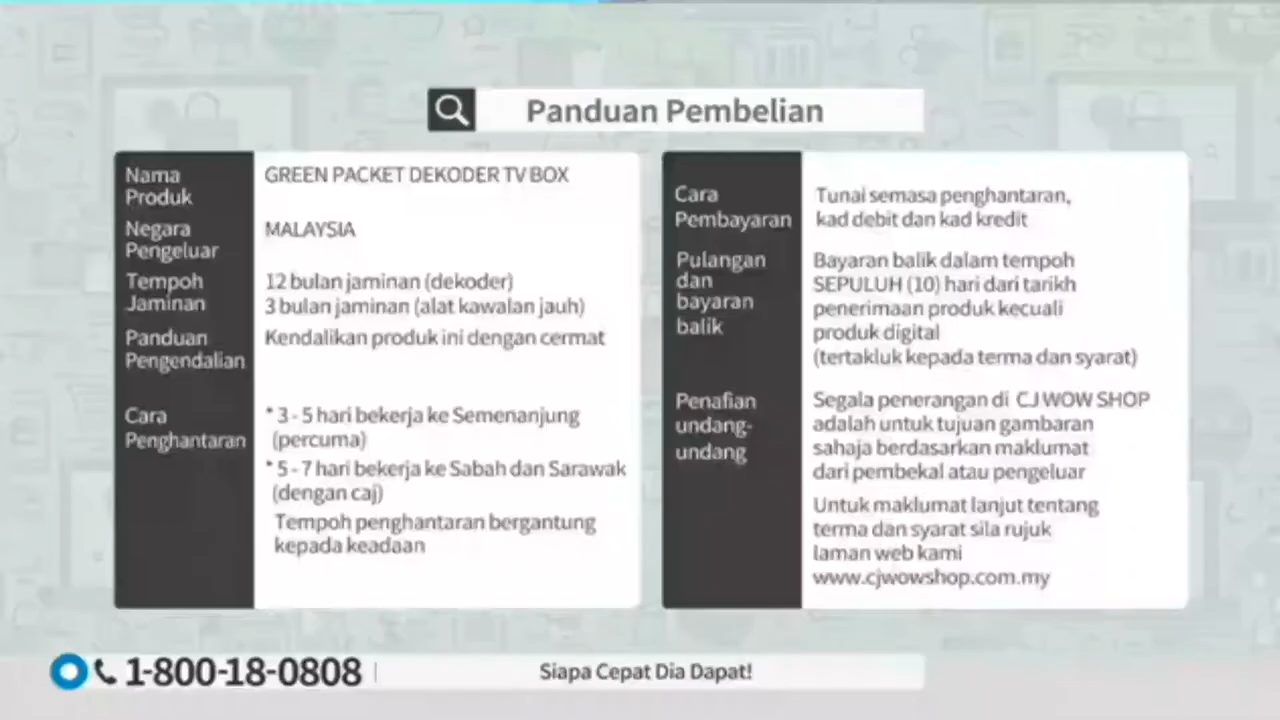 Panduan Pembelian
Nama
Produk
GREEN PACKET DEKODER TV BOX
Negara
Pengeluar
MALAYSIA
Tempoh
Jaminan
12 bulan jaminan (dekoder)
3 bulan jaminan (alat kawalan jauh)
Panduan
Pengendalian
Kendalikan produk ini dengan cermat
Cara
Penghantaran
* 3 - 5 hari bekerja ke Semenanjung
(percuma)
* 5 - 7 hari bekerja ke Sabah dan Sarawak
(dengan caj)
Tempoh penghantaran bergantung
kepada keadaan
Cara
Pembayaran
Tunai semasa penghantaran,
kad debit dan kad kredit
Pulangan
dan
bayaran
balik
Bayaran balik dalam tempoh
SEPULUH (10) hari dari tarikh
penerimaan produk kecuali
produk digital
(tertakluk kepada terma dan syarat)
Penafian
undang-
undang
Segala penerangan di CJ WOW SHOP
adalah untuk tujuan gambaran
sahaja berdasarkan maklumat
dari pembekal atau pengeluar
Untuk maklumat lanjut tentang
terma dan syarat sila rujuk
laman web kami
www.cjwowshop.com.my
1-800-18-0808
Siapa Cepat Dia Dapat!